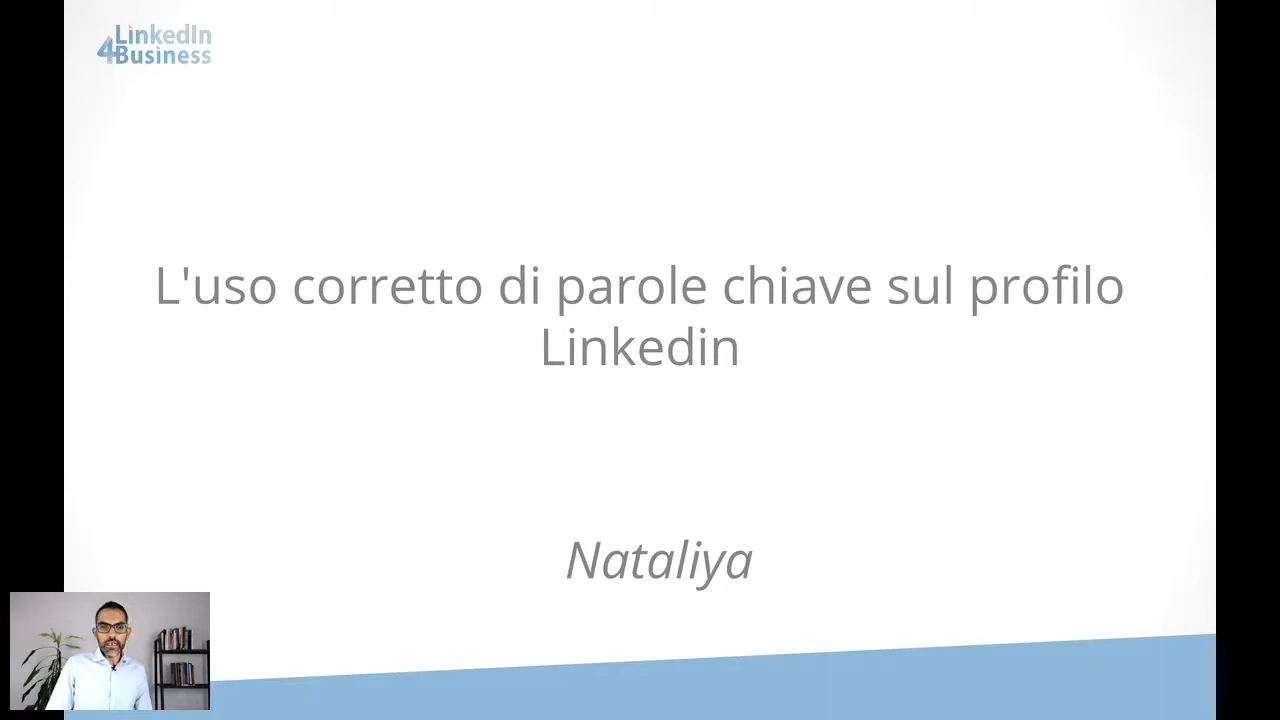 LinkedIn
4Business
L'uso corretto di parole chiave sul profilo
Linkedin
Nataliya